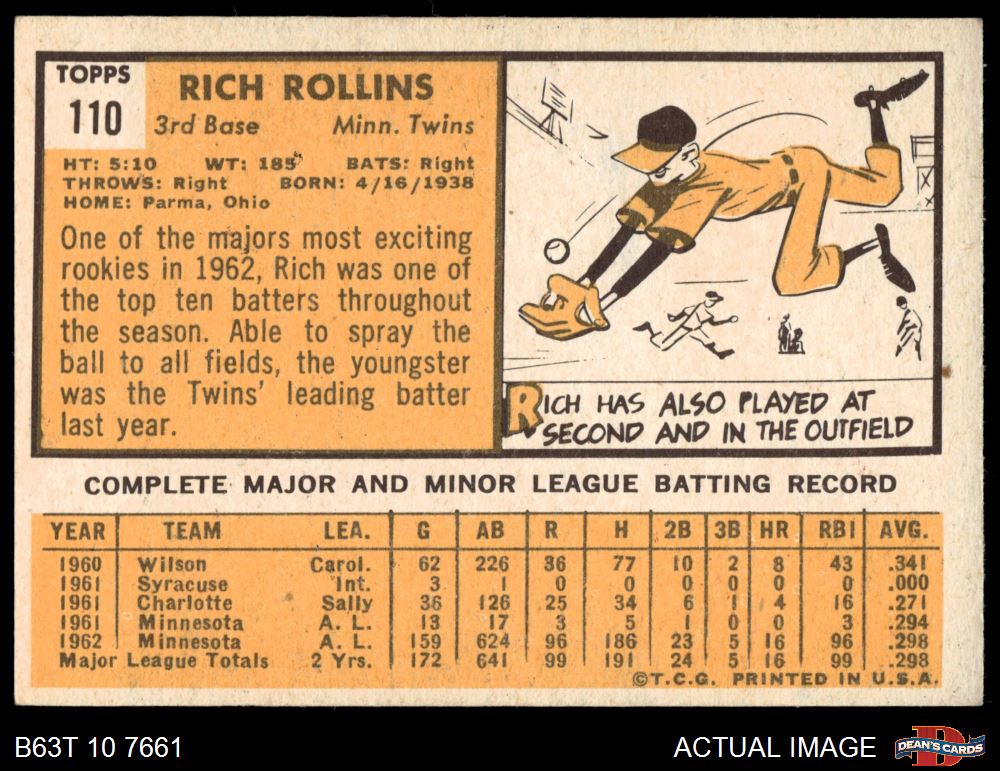 TOPPS
110
RICH ROLLINS
3rd Base Minn. Twins
HT: 5:10 WT: 185 BATS: Right
THROWS: Right BORN: 4/16/1938
HOME: Parma, Ohio
One of the majors most exciting
rookies in 1962, Rich was one of
the top ten batters throughout
the season. Able to spray the
ball to all fields, the youngster
was the Twins' leading batter
last year.
RICH HAS ALSO PLAYED AT
SECOND AND IN THE OUTFIELD
COMPLETE MAJOR AND MINOR LEAGUE BATTING RECORD
YEAR TEAM LEA. G AB R H 2B 3B HR RBI AVG.
1960 Wilson Carol. 62 226 36 77 10 2 8 43 .341
1961 Syracuse Int. 3 1 0 0 0 0 0 0 .000
1961 Charlotte Sally 36 126 25 34 6 1 4 16 .271
1961 Minnesota A. L. 13 17 3 5 1 0 0 3 .294
1962 Minnesota A. L. 159 624 96 186 23 5 16 96 .298
Major League Totals 2 Yrs. 172 641 99 191 24 5 16 99 .298
©T.C.G. PRINTED IN U.S.A.
B63T 10 7661 ACTUAL IMAGE DEAN'S CARDS